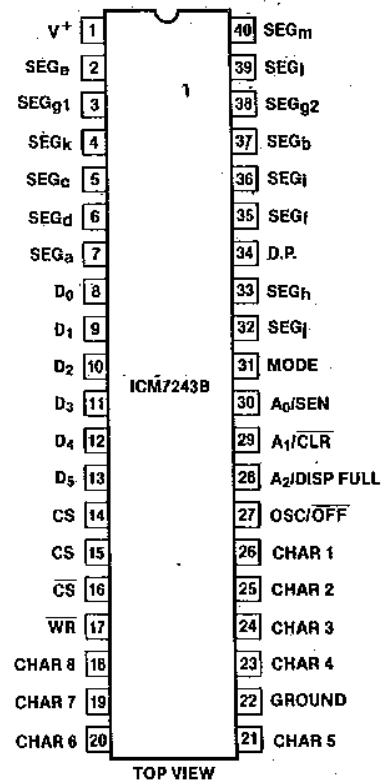 V+ 1 40 SEGm
SEGe 2 39 SEGl
SEGg1 3 38 SEGg2
SEGk 4 37 SEGb
SEGc 5 36 SEGi
SEGd 6 35 SEGf
SEGa 7 34 D.P.
D0 8 33 SEGh
D1 9 32 SEGj
D2 10 31 MODE
ICM7243B
D3 11 30 A0/SEN
D4 12 29 A1/CLR
D5 13 28 A2/DISP FULL
CS 14 27 OSC/OFF
CS 15 26 CHAR 1
CS 16 25 CHAR 2
WR 17 24 CHAR 3
CHAR 8 18 23 CHAR 4
CHAR 7 19 22 GROUND
CHAR 6 20 21 CHAR 5
TOP VIEW